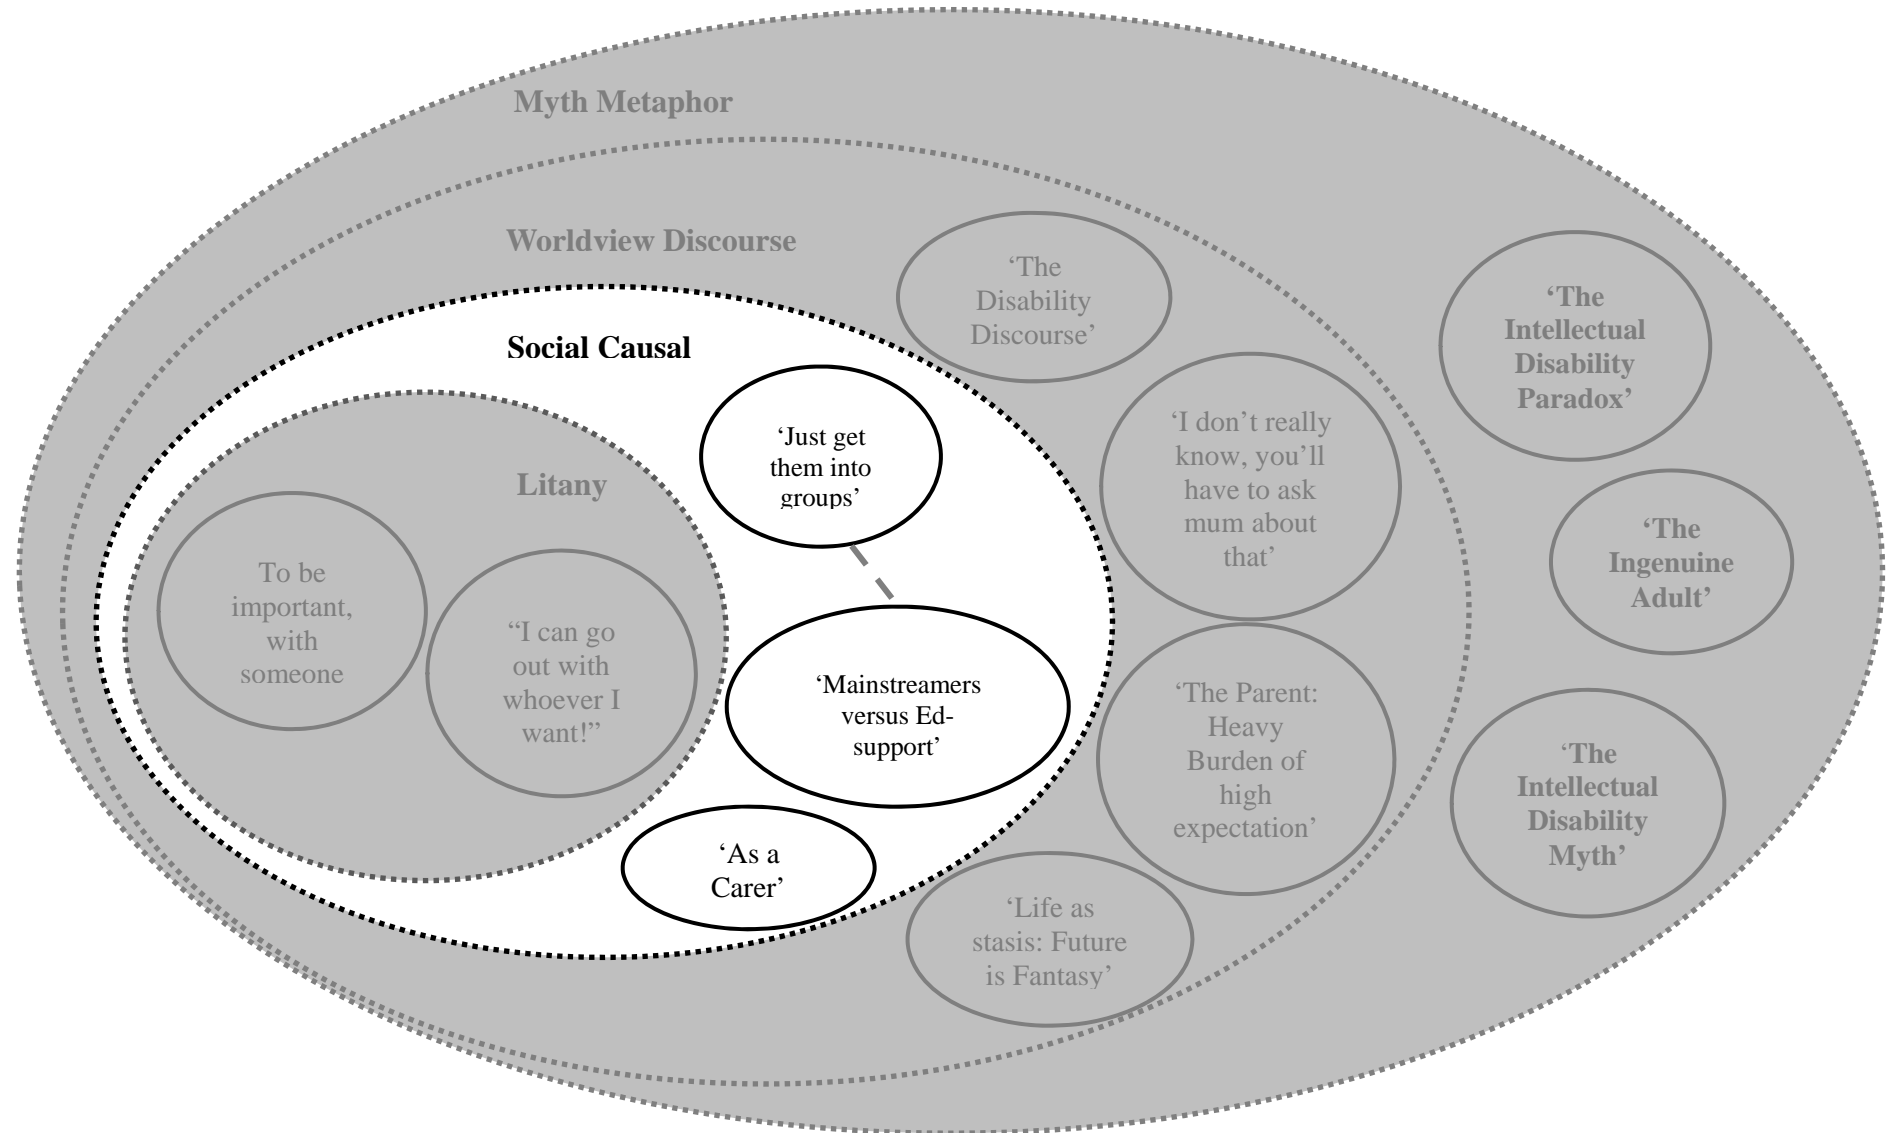 Myth Metaphor
Worldview Discourse
‘The
Disability
Discourse’
‘The
Intellectual
Disability
Paradox’
Social Causal
‘Just get
them into
groups’
‘I don’t really
know, you’ll
have to ask
mum about
that’
Litany
‘The
Ingenuine
Adult’
To be
important,
with
someone
“I can go
out with
whoever I
want!”
‘Mainstreamers
versus Ed-
support’
‘The Parent:
Heavy
Burden of
high
expectation’
‘The
Intellectual
Disability
Myth’
‘As a
Carer’
‘Life as
stasis: Future
is Fantasy’